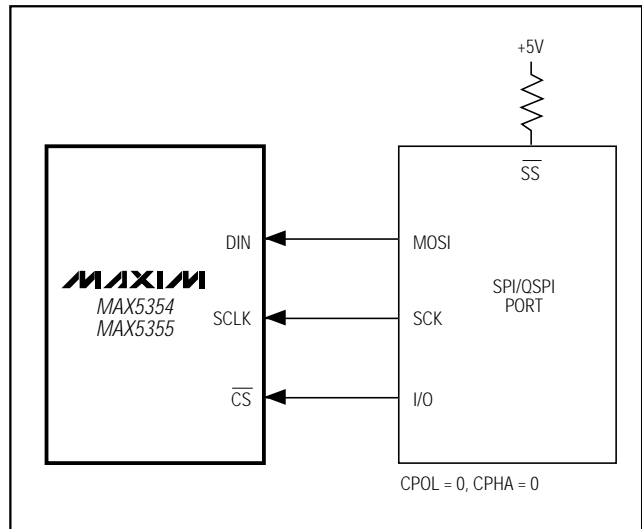 +5V
SS
DIN
MOSI
MAXIM
MAX5354
MAX5355
SPI/QSPI
PORT
SCLK
SCK
CS
I/O
CPOL = 0, CPHA = 0